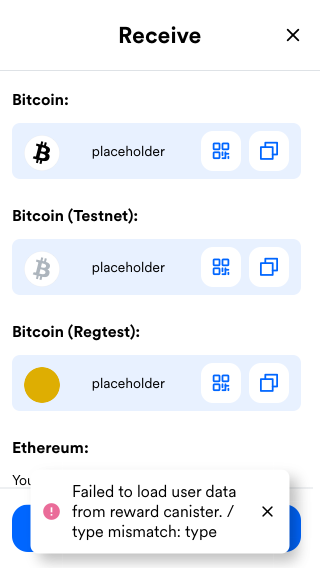 Receive
Bitcoin:
placeholder
Bitcoin (Testnet):
placeholder
Bitcoin (Regtest):
placeholder
Ethereum:
Failed to load user data
from reward canister. /
type mismatch: type